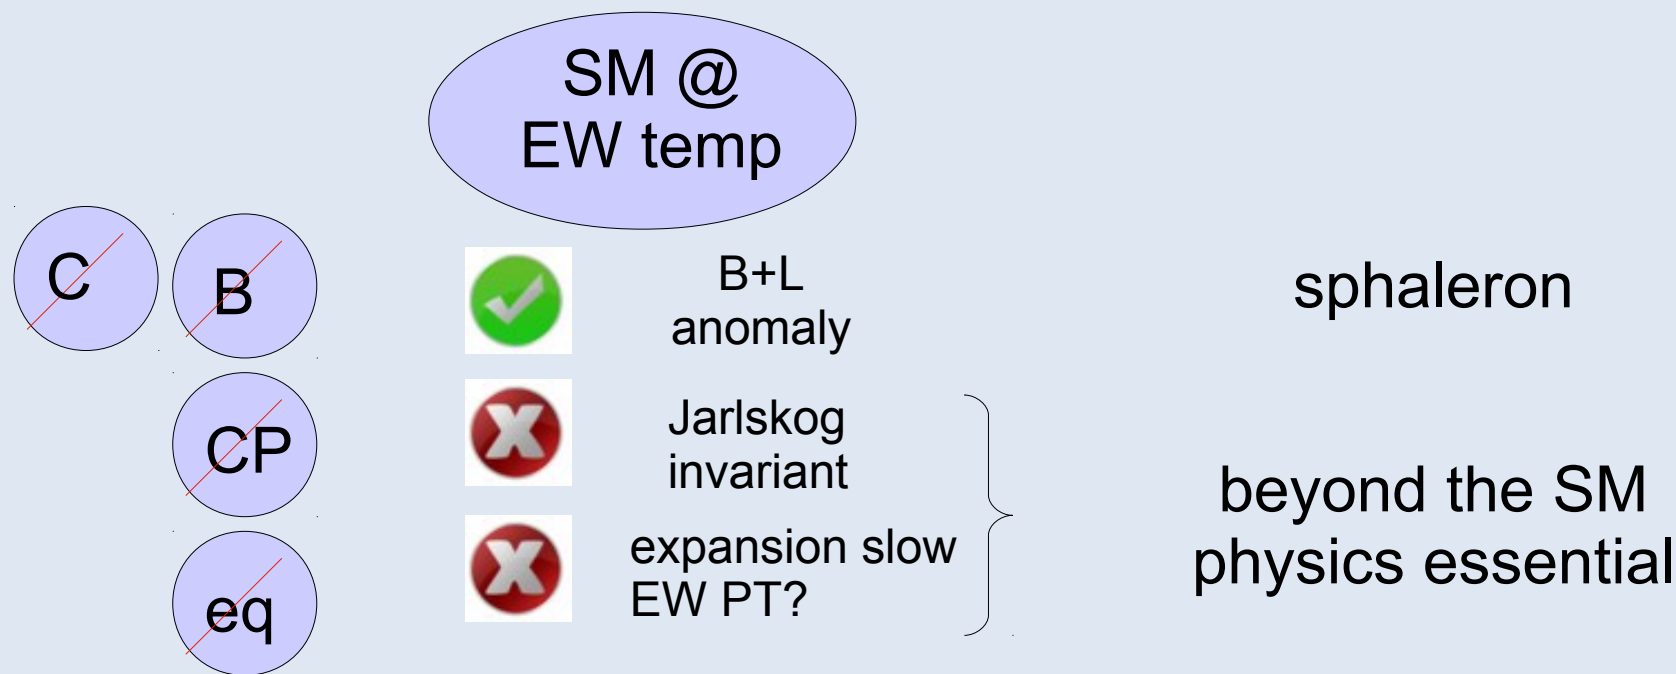 SM @
EW temp
C
B
B+L
anomaly
sphaleron
CP
Jarlskog
invariant
beyond the SM
physics essential
eq
expansion slow
EW PT?